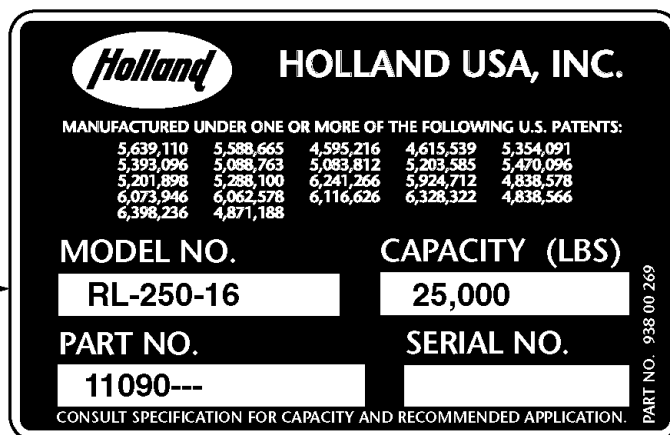 Holland
HOLLAND USA, INC.
MANUFACTURED UNDER ONE OR MORE OF THE FOLLOWING U.S. PATENTS:
5,639,110 5,588,665 4,595,216 4,615,539 5,354,091
5,393,096 5,088,763 5,083,812 5,203,585 5,470,096
5,201,898 5,288,100 6,241,266 5,924,712 4,838,578
6,073,946 6,062,578 6,116,626 6,328,322 4,838,566
6,398,236 4,871,188
MODEL NO. CAPACITY (LBS)
RL-250-16 25,000
PART NO. SERIAL NO.
11090---
CONSULT SPECIFICATION FOR CAPACITY AND RECOMMENDED APPLICATION.
PART NO. 938 00 269